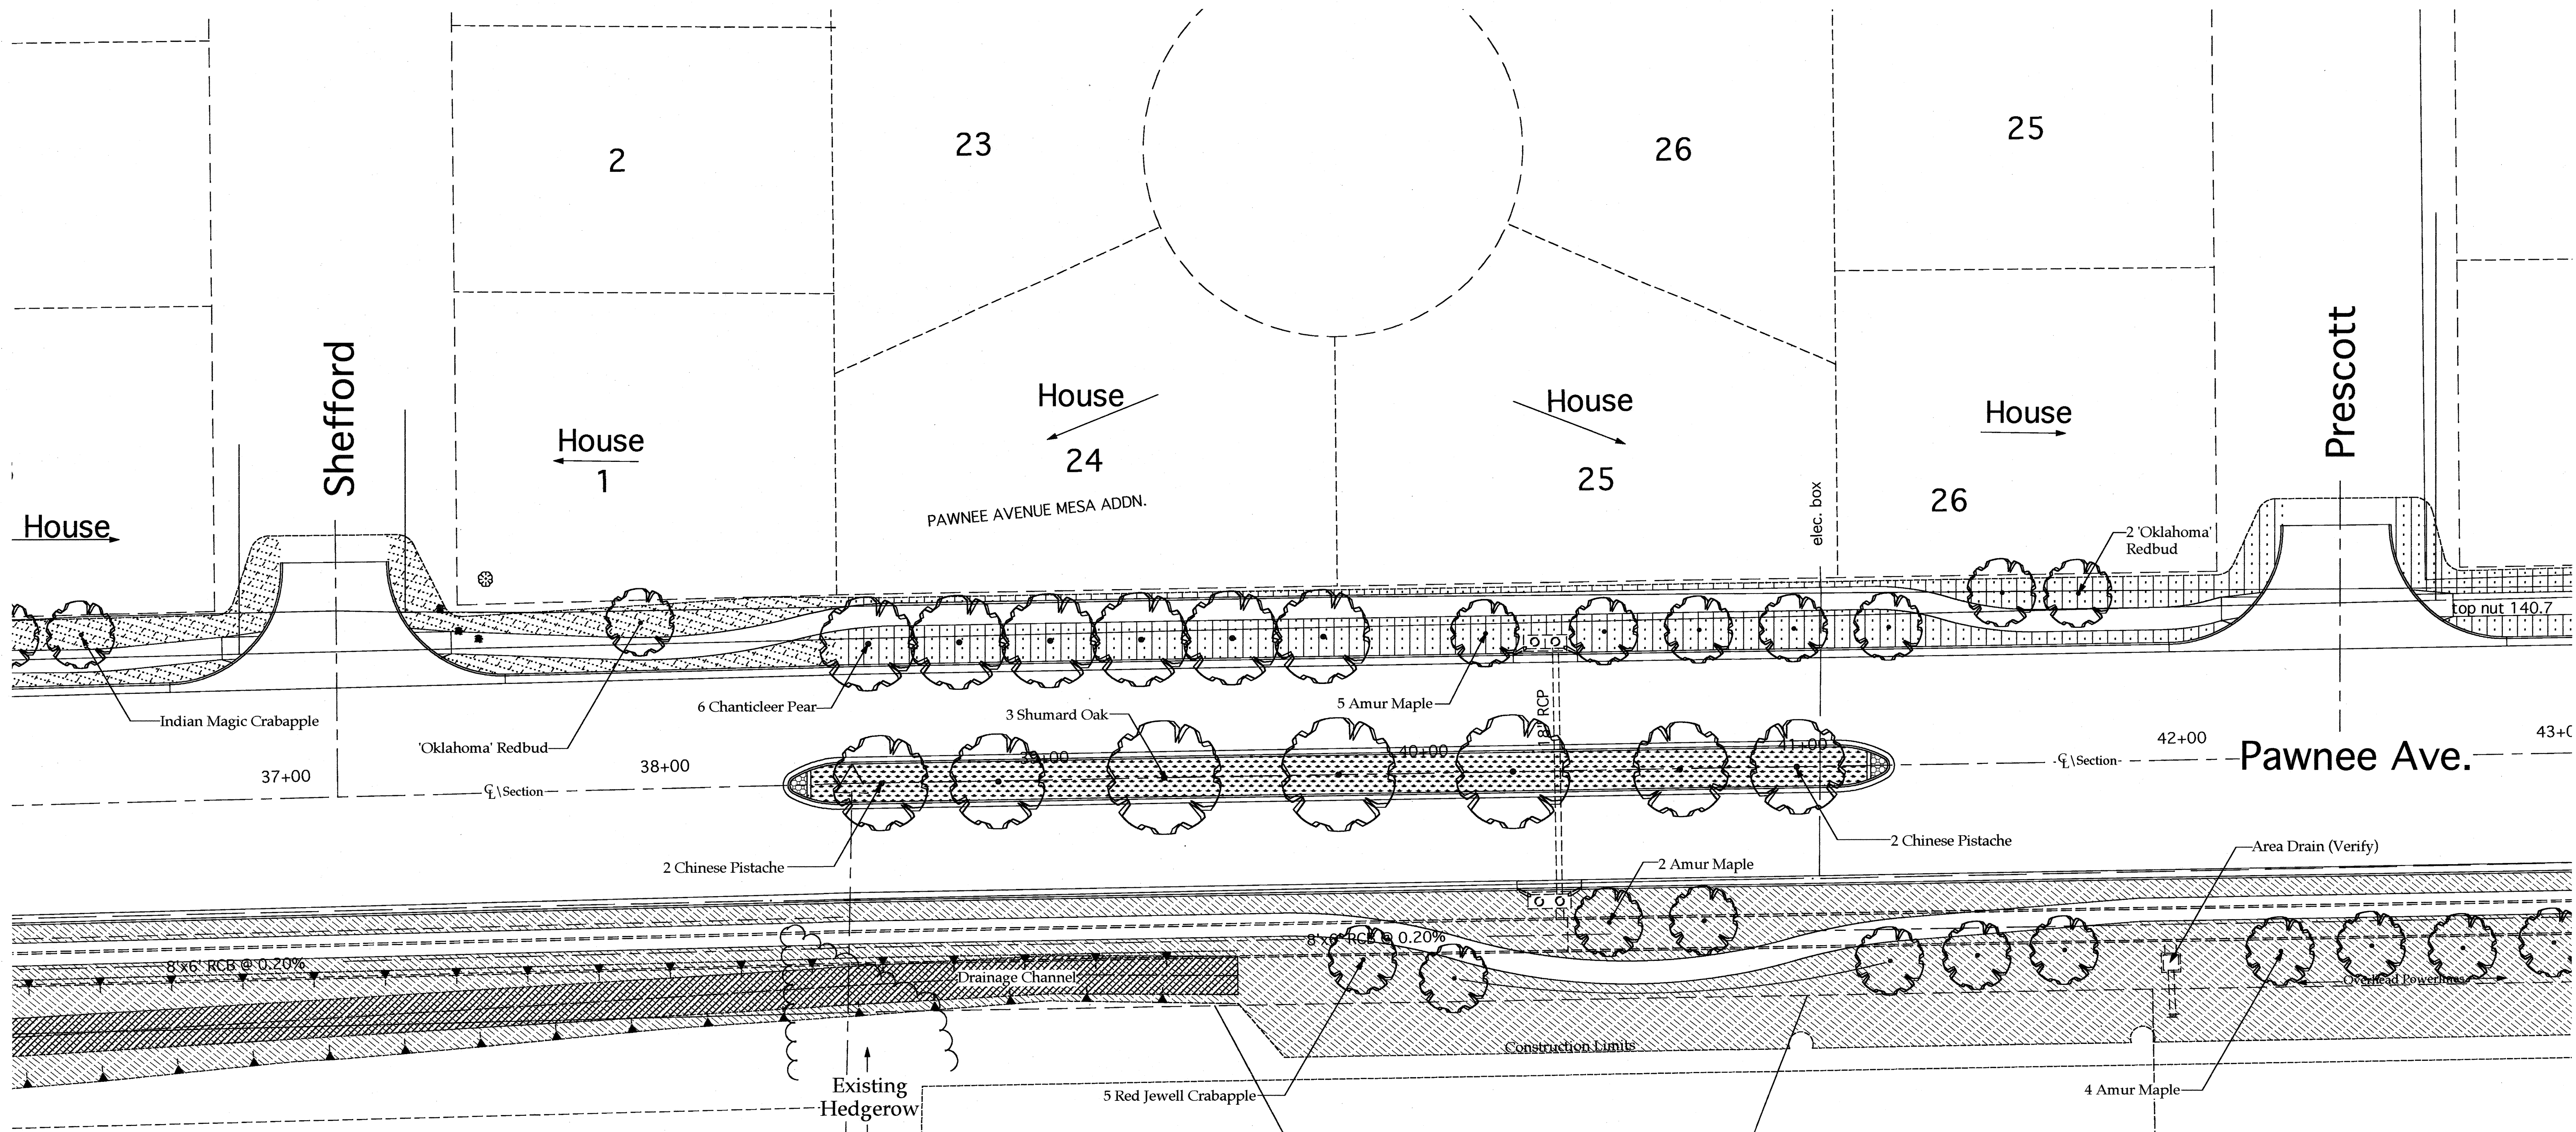 2
23
26
25
Shefford
Prescott
House
1
House
24
House
25
House
26
PAWNEE AVENUE MESA ADDN.
elec. box
House
2 'Oklahoma'
Redbud
top nut 140.7
Indian Magic Crabapple
'Oklahoma' Redbud
6 Chanticleer Pear
3 Shumard Oak
5 Amur Maple
18" RCP
37+00
38+00
39+00
40+00
41+00
42+00
43+0
℄\Section
℄\Section
Pawnee Ave.
2 Chinese Pistache
2 Chinese Pistache
2 Amur Maple
Area Drain (Verify)
8'x6' RCB @ 0.20%
8'x6' RCB @ 0.20%
Drainage Channel
Overhead Powerlines
Construction Limits
Existing
Hedgerow
5 Red Jewell Crabapple
4 Amur Maple